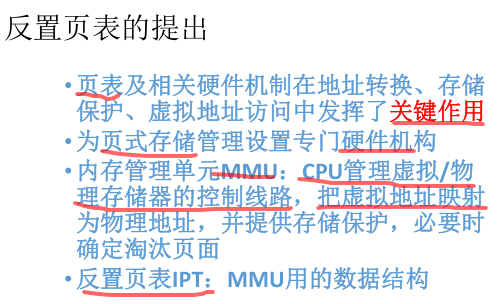 反置页表的提出
•页表及相关硬件机制在地址转换、存储
保护、虚拟地址访问中发挥了关键作用
•为页式存储管理设置专门硬件机构
•内存管理单元MMU：CPU管理虚拟/物
理存储器的控制线路，把虚拟地址映射
为物理地址，并提供存储保护，必要时
确定淘汰页面
•反置页表IPT：MMU用的数据结构